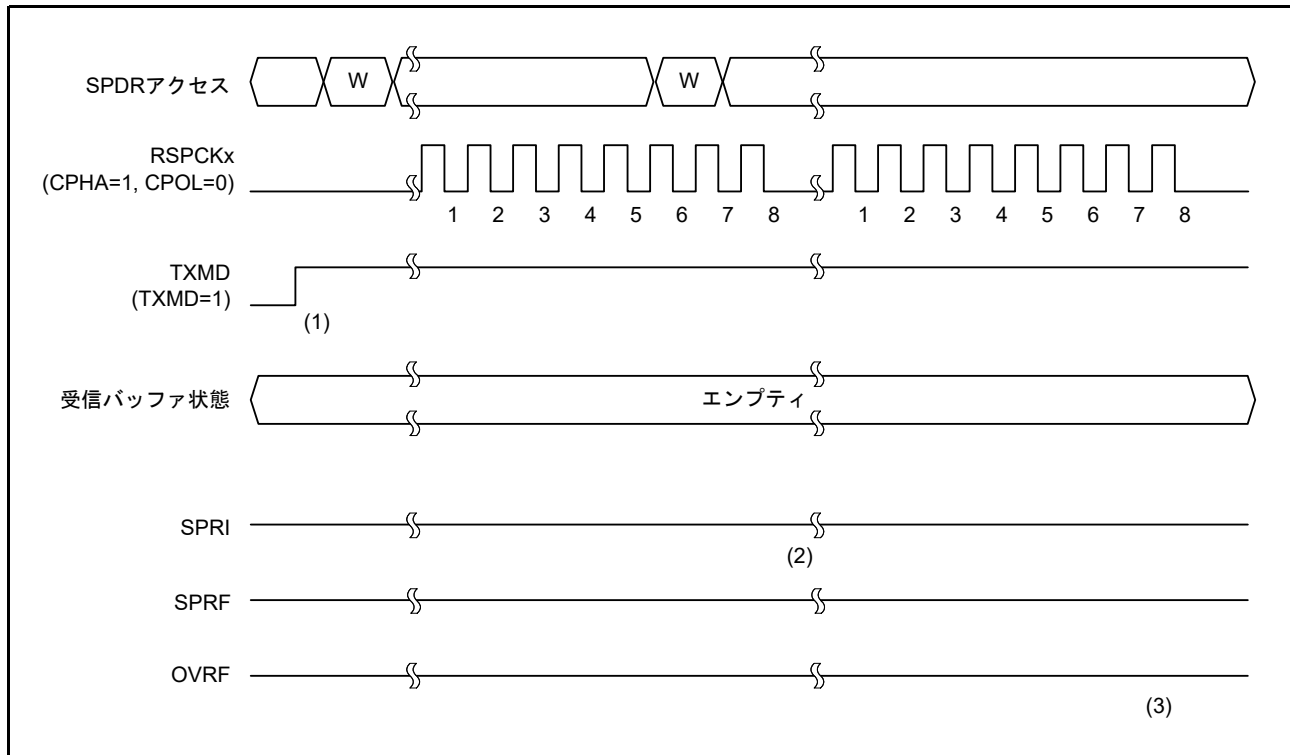 SPDRアクセス
W
W
RSPCKx
(CPHA=1, CPOL=0)
1 2 3 4 5 6 7 8 1 2 3 4 5 6 7 8
TXMD
(TXMD=1)
(1)
受信バッファ状態
エンプティ
SPRI
(2)
SPRF
OVRF
(3)